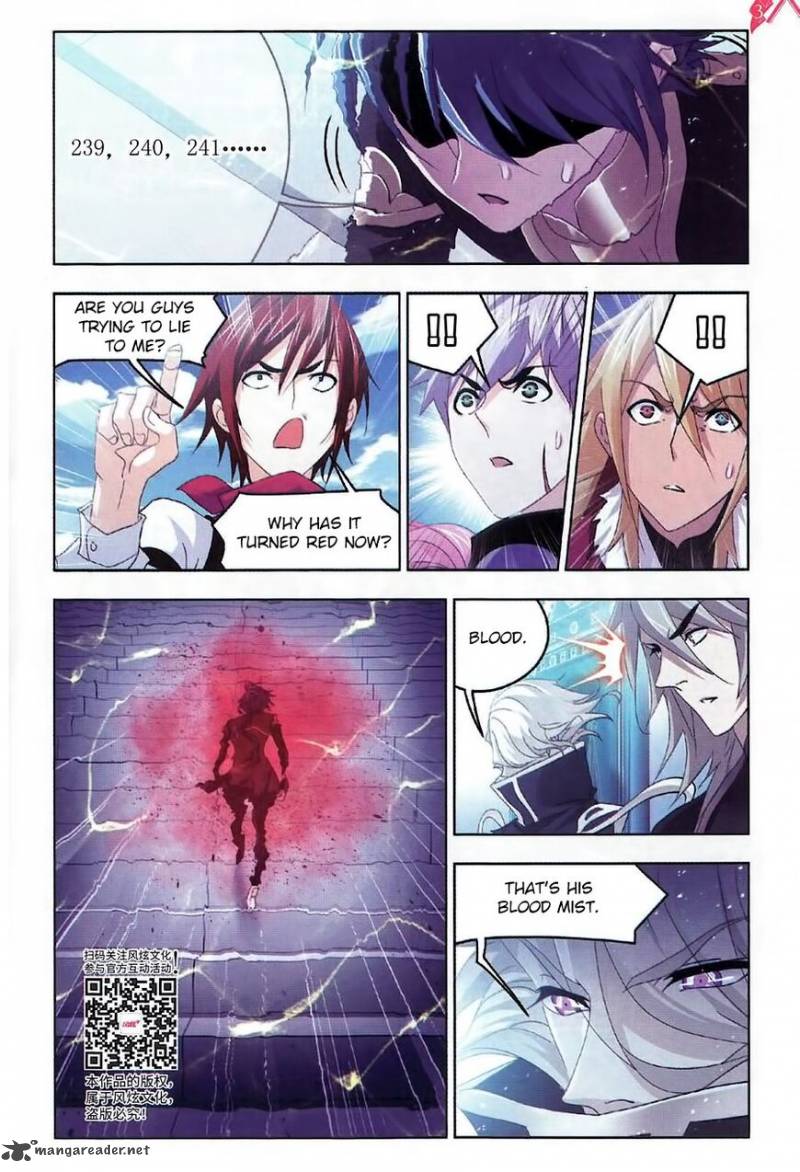 3
239, 240, 241······
ARE YOU GUYS
TRYING TO LIE
TO ME?
WHY HAS IT
TURNED RED NOW?
!!
!!
BLOOD.
THAT'S HIS
BLOOD MIST.
扫码关注风炫文化
参与官方互动活动!
本作品的版权,
属于风炫文化,
盗版必究!
mangareader.net